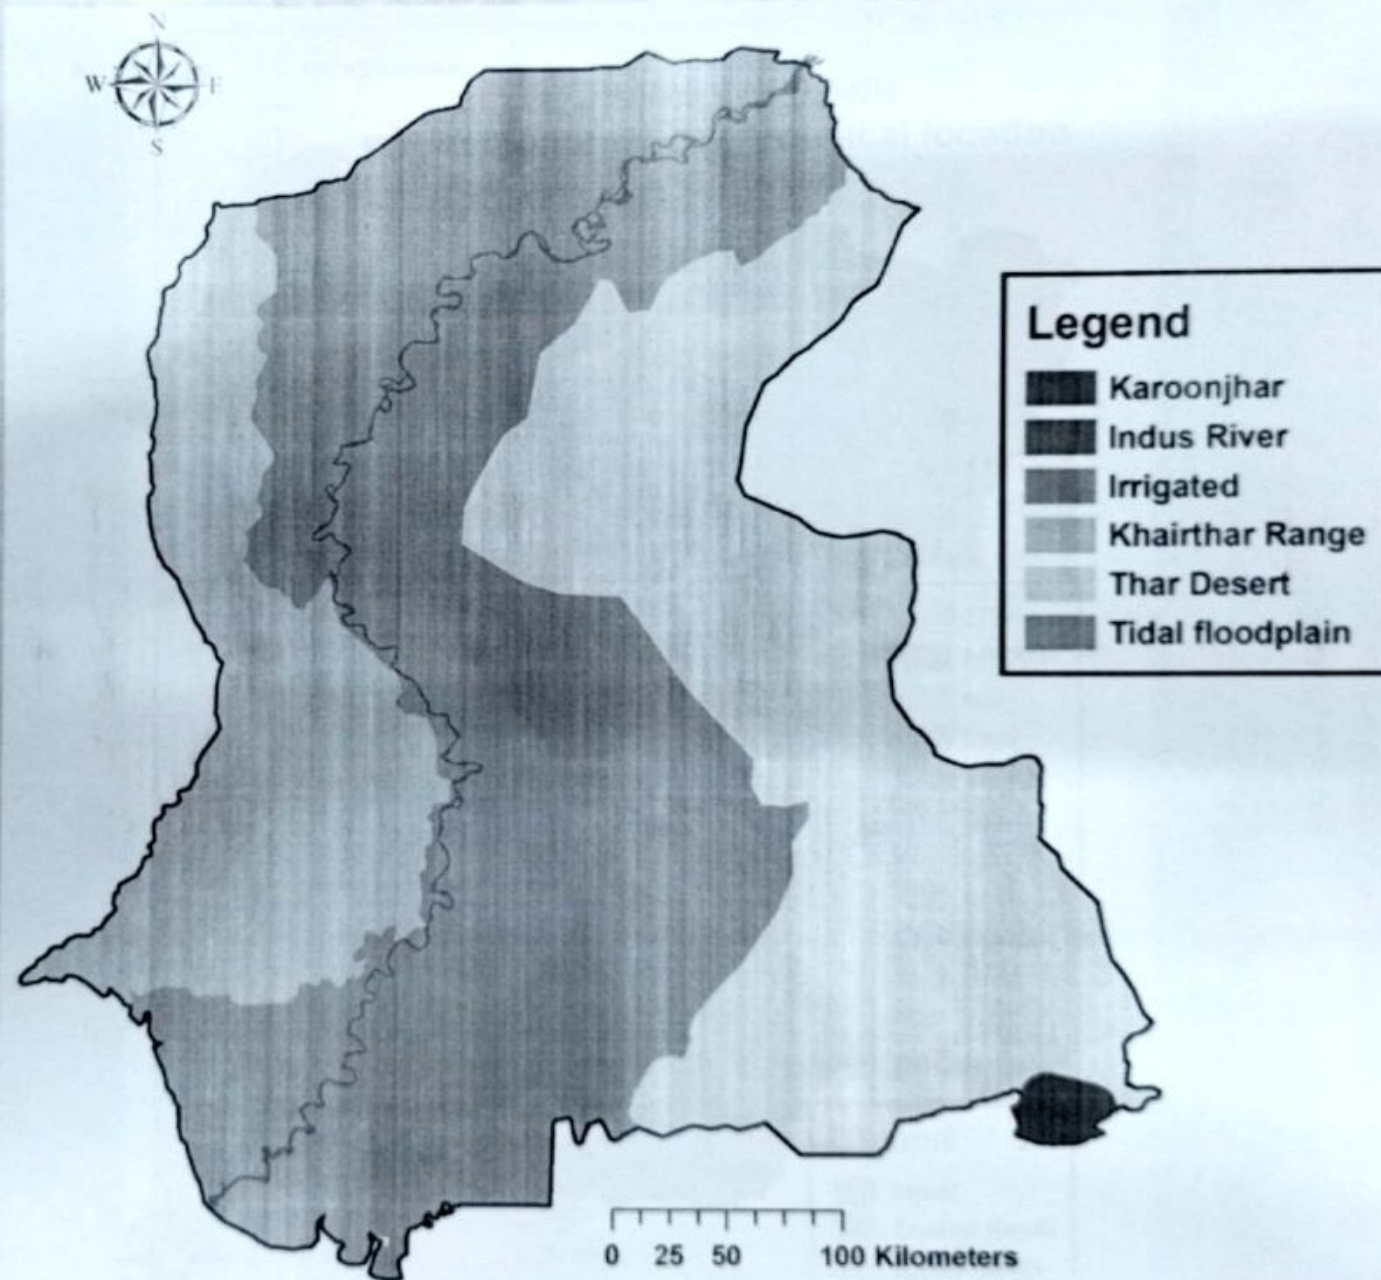 N
W
S
Legend
Karoonjhar
Indus River
Irrigated
Khairthar Range
Thar Desert
Tidal floodplain
0 25 50 100 Kilometers